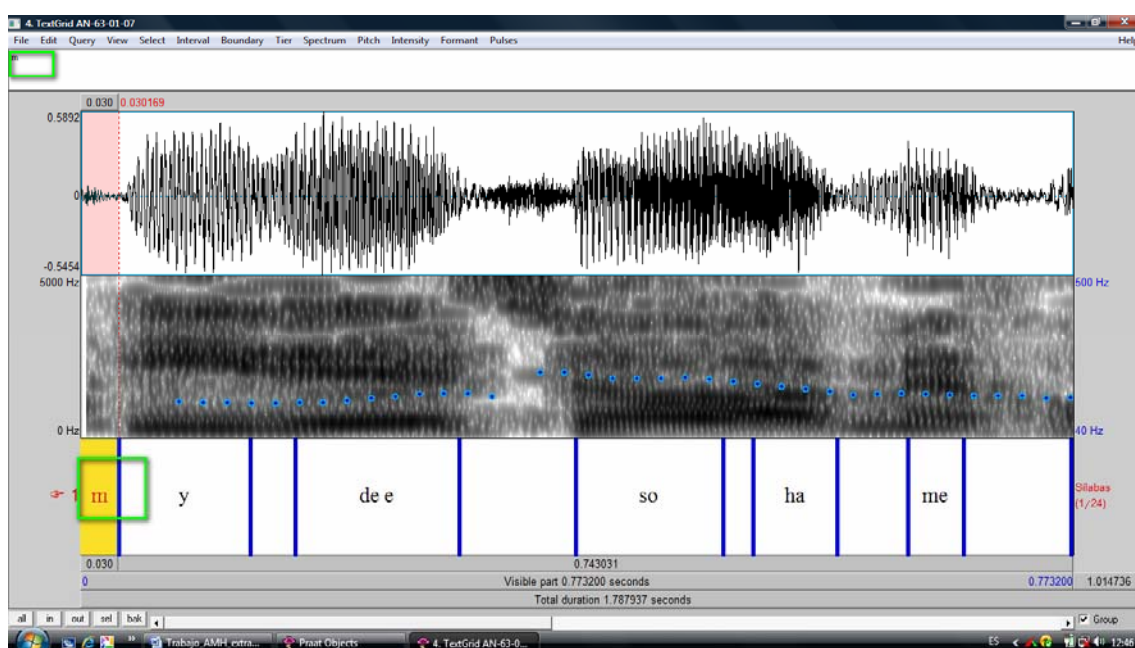 4. TextGrid AN-63-01-07
File Edit Query View Select Interval Boundary Tier Spectrum Pitch Intensity Formant Pulses Help
m
0.030 0.030169
0.5892
0
-0.5454
5000 Hz 500 Hz
0 Hz 40 Hz
1 m y de e so ha me Sílabas
(1/24)
0.030 0.743031
0 Visible part 0.773200 seconds 0.773200 1.014736
Total duration 1.787937 seconds
all in out sel bak Group
Trabajo_AMH_extra... Praat Objects 4. TextGrid AN-63-0... ES 12:46